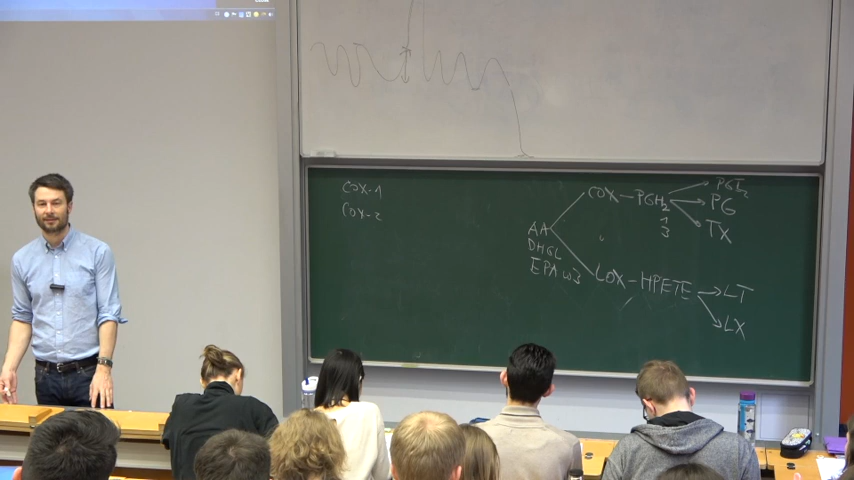 COX-1
COX-2
COX - PGH2
1
3
PGI2
PG
TX
AA
DHGL
EPA ω3
LOX - HPETE
LT
LX